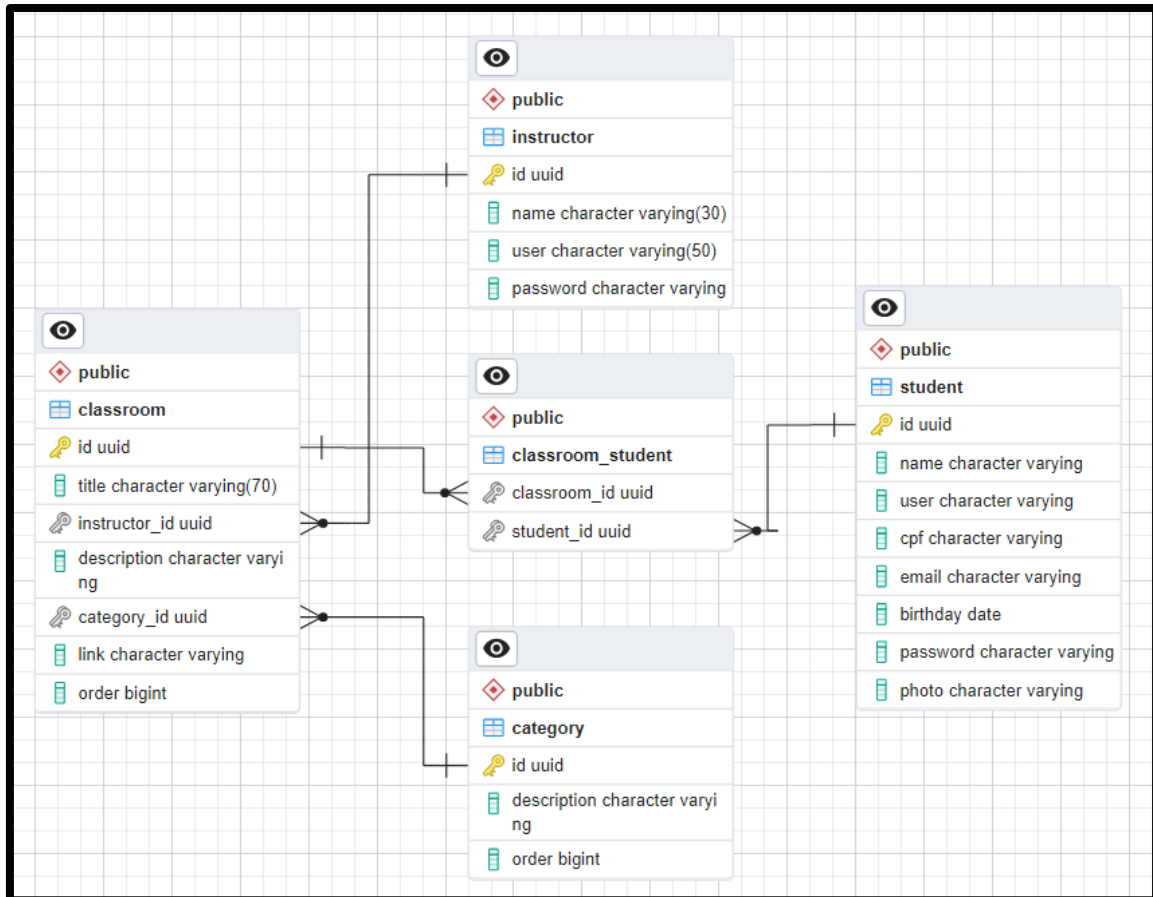 public
instructor
id uuid
name character varying(30)
user character varying(50)
password character varying
public
classroom
id uuid
title character varying(70)
instructor_id uuid
description character varyi
ng
category_id uuid
link character varying
order bigint
public
classroom_student
classroom_id uuid
student_id uuid
public
student
id uuid
name character varying
user character varying
cpf character varying
email character varying
birthday date
password character varying
photo character varying
public
category
id uuid
description character varyi
ng
order bigint